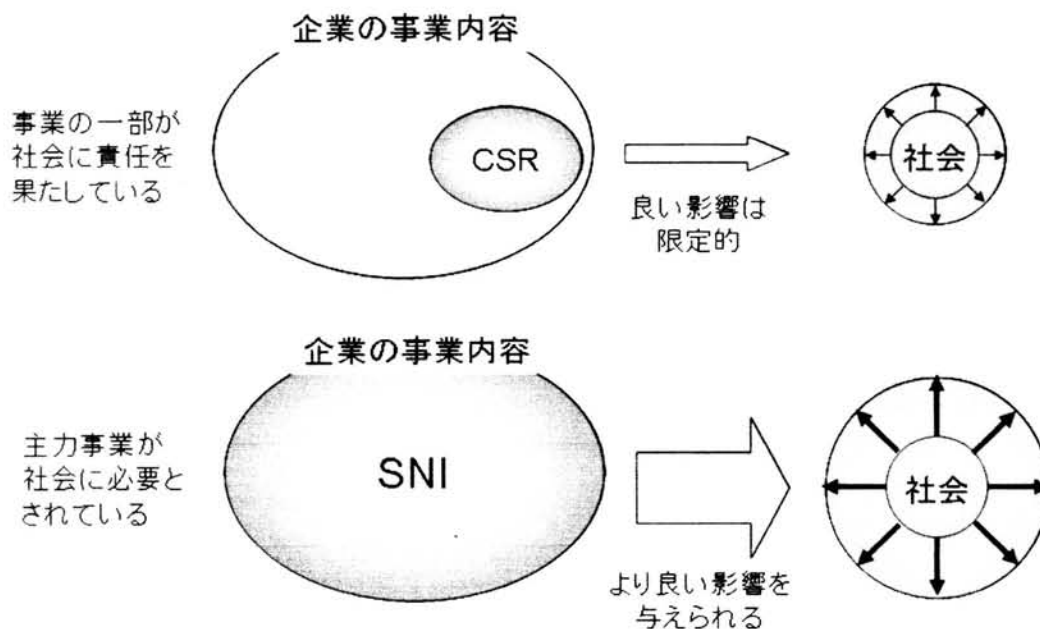 企業の事業内容
事業の一部が
社会に責任を
果たしている
CSR
良い影響は
限定的
社会
企業の事業内容
主力事業が
社会に必要と
されている
SNI
より良い影響を
与えられる
社会